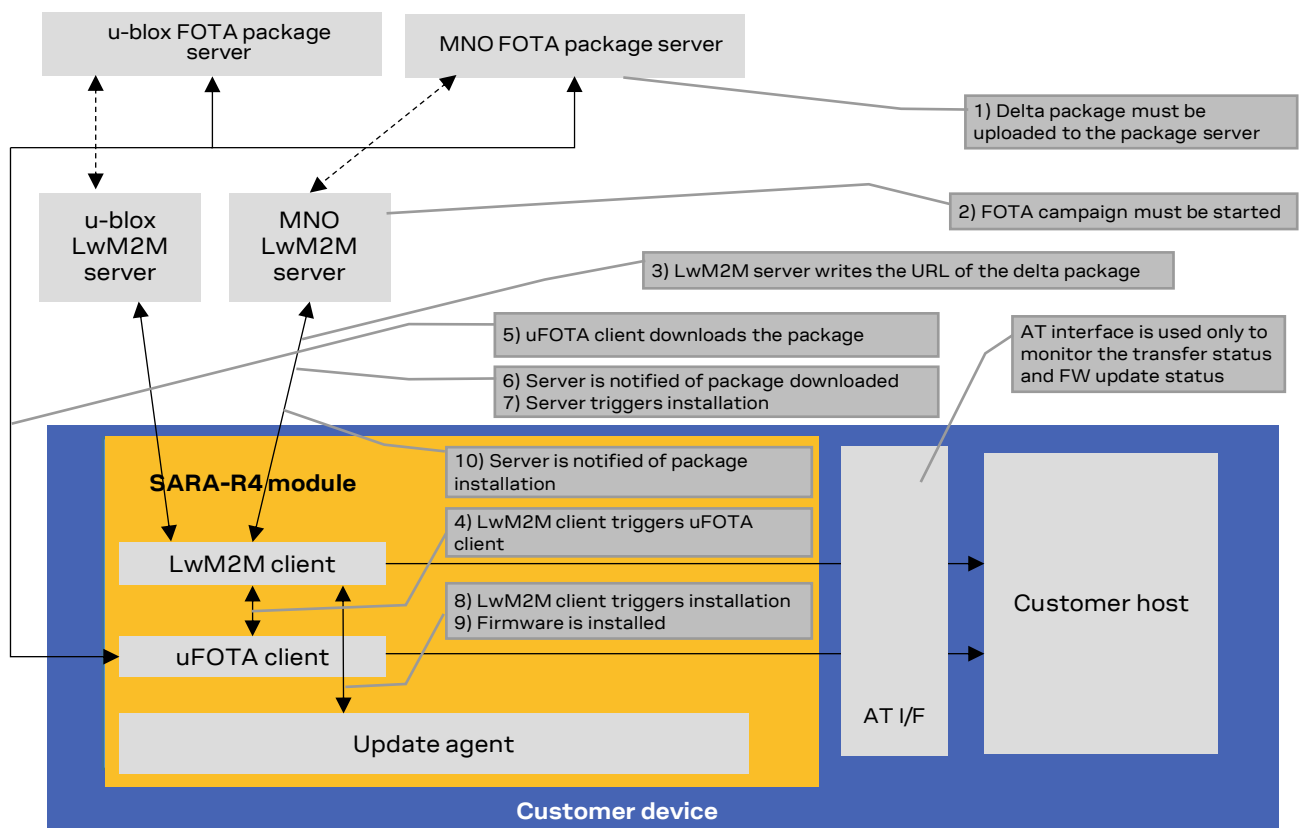 u-blox FOTA package
server
MNO FOTA package server
1) Delta package must be
uploaded to the package server
u-blox
LwM2M
server
MNO
LwM2M
server
2) FOTA campaign must be started
3) LwM2M server writes the URL of the delta package
5) uFOTA client downloads the package
AT interface is used only to
monitor the transfer status
and FW update status
6) Server is notified of package downloaded
7) Server triggers installation
10) Server is notified of package
installation
SARA-R4 module
4) LwM2M client triggers uFOTA
client
LwM2M client
8) LwM2M client triggers installation
9) Firmware is installed
Customer host
uFOTA client
AT I/F
Update agent
Customer device